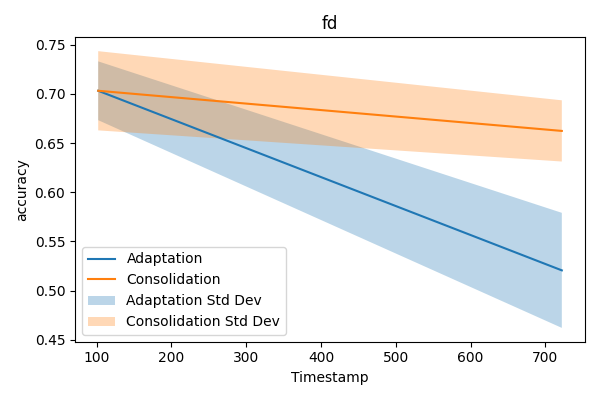 fd
0.75
0.70
0.65
0.60
0.55
0.50
0.45
accuracy
Adaptation
Consolidation
Adaptation Std Dev
Consolidation Std Dev
100 200 300 400 500 600 700
Timestamp